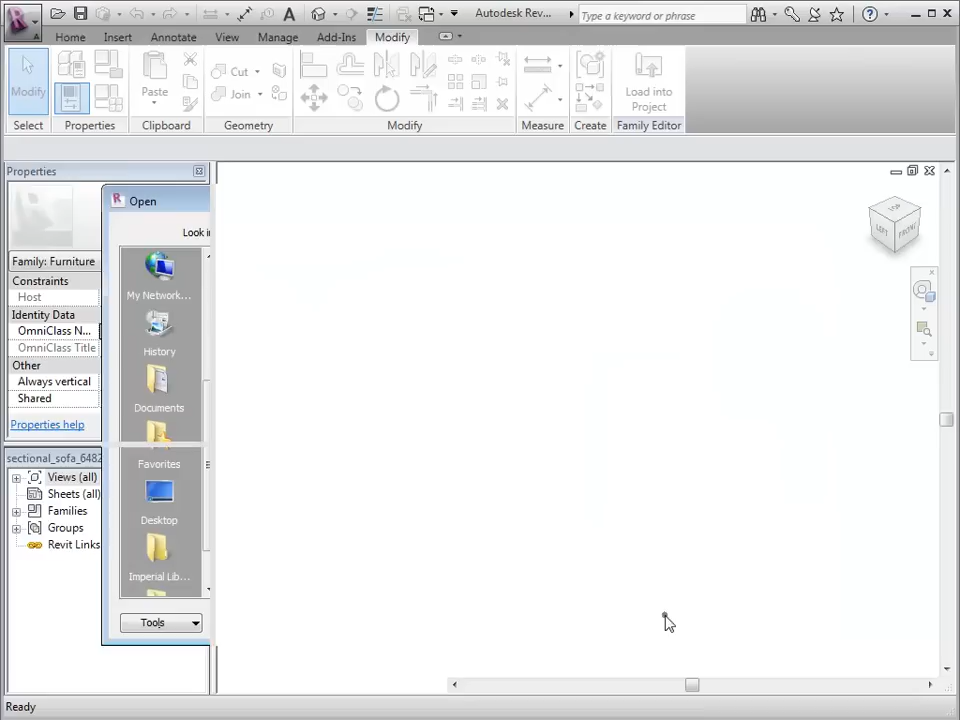 Autodesk Rev...
Type a keyword or phrase
Home
Insert
Annotate
View
Manage
Add-Ins
Modify
Modify
Paste
Cut
Join
Load into
Project
Select
Properties
Clipboard
Geometry
Modify
Measure
Create
Family Editor
Properties
Open
Look i
Family: Furniture
Constraints
Host
Identity Data
OmniClass N...
OmniClass Title
Other
Always vertical
Shared
Properties help
sectional_sofa_6482
Views (all)
Sheets (all)
Families
Groups
Revit Links
My Network...
History
Documents
Favorites
Desktop
Imperial Lib...
Tools
TOP
LEFT
FRONT
Ready